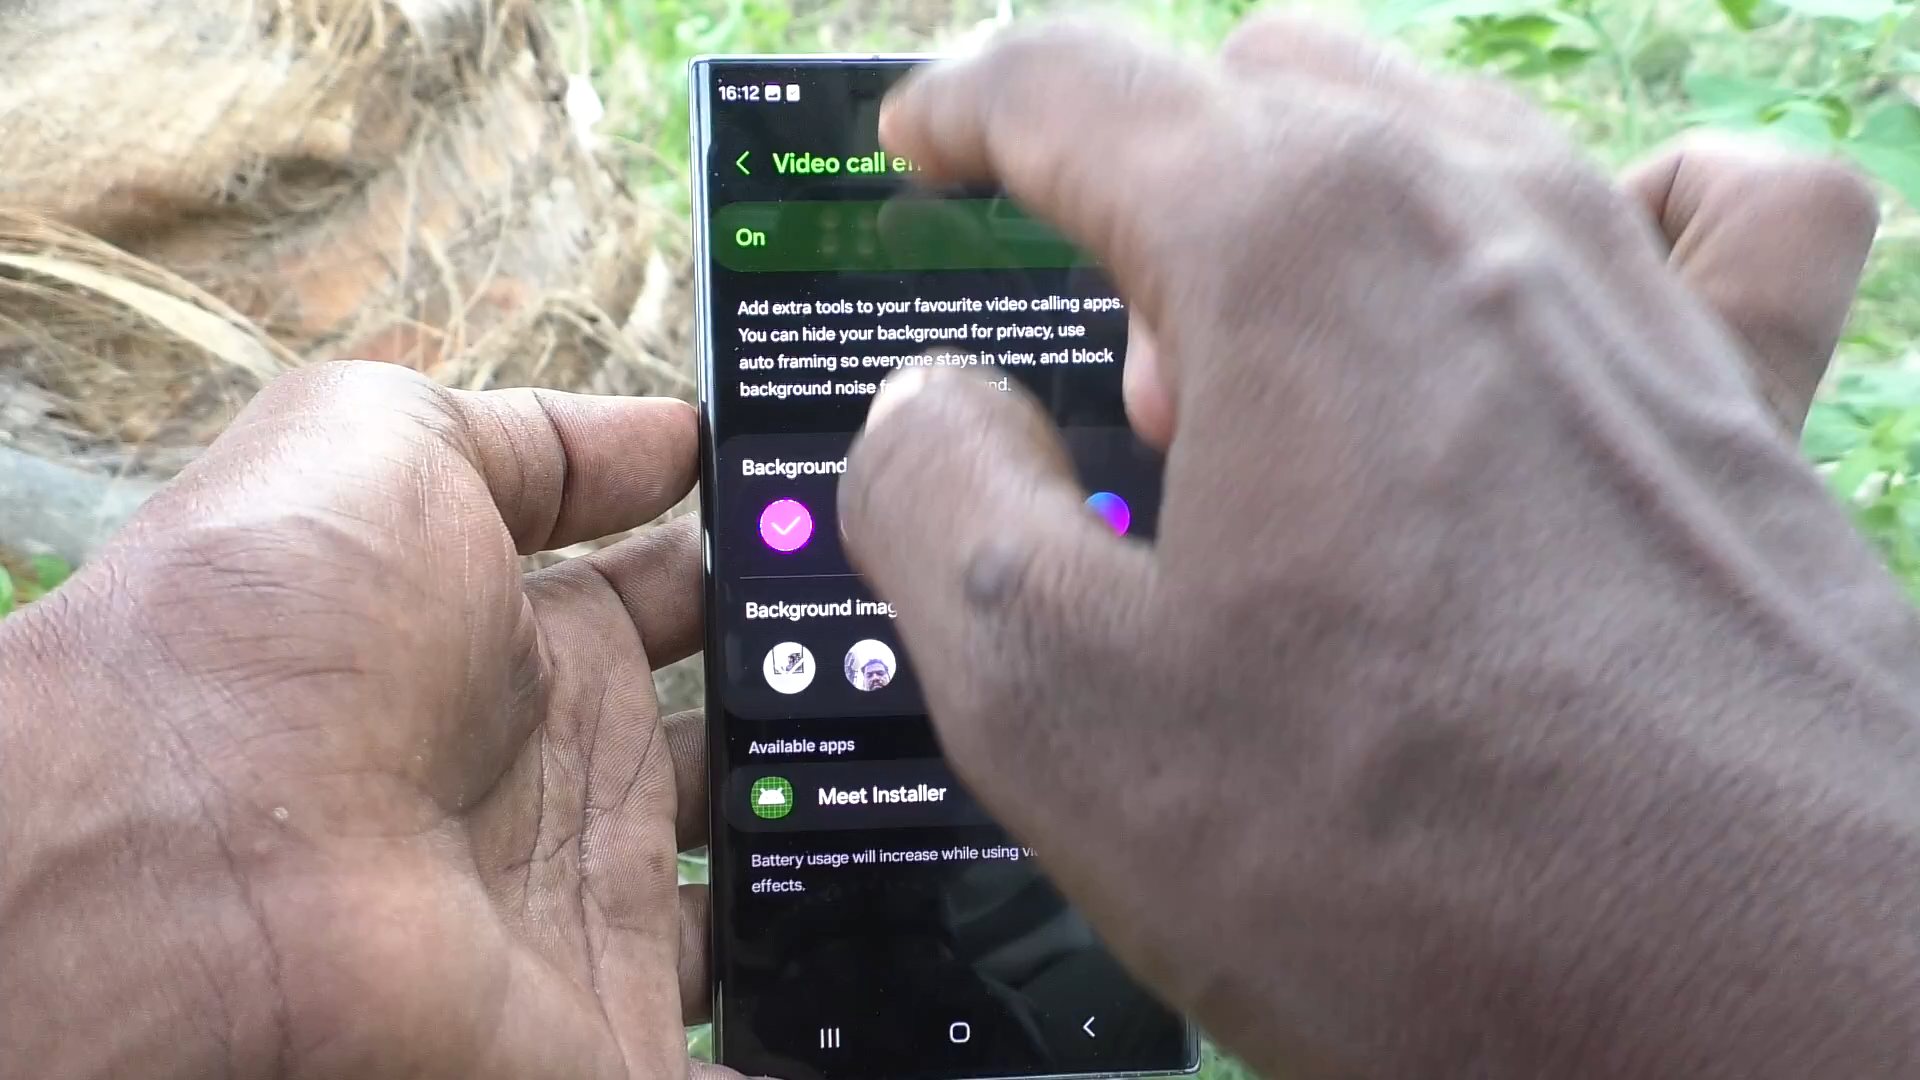 16:12
Video call
On
Add extra tools to your favourite video calling apps.
You can hide your background for privacy, use
auto framing so everyone stays in view, and block
background noise
Background
Background
Available apps
Meet Installer
Battery usage will increase while using
effects.